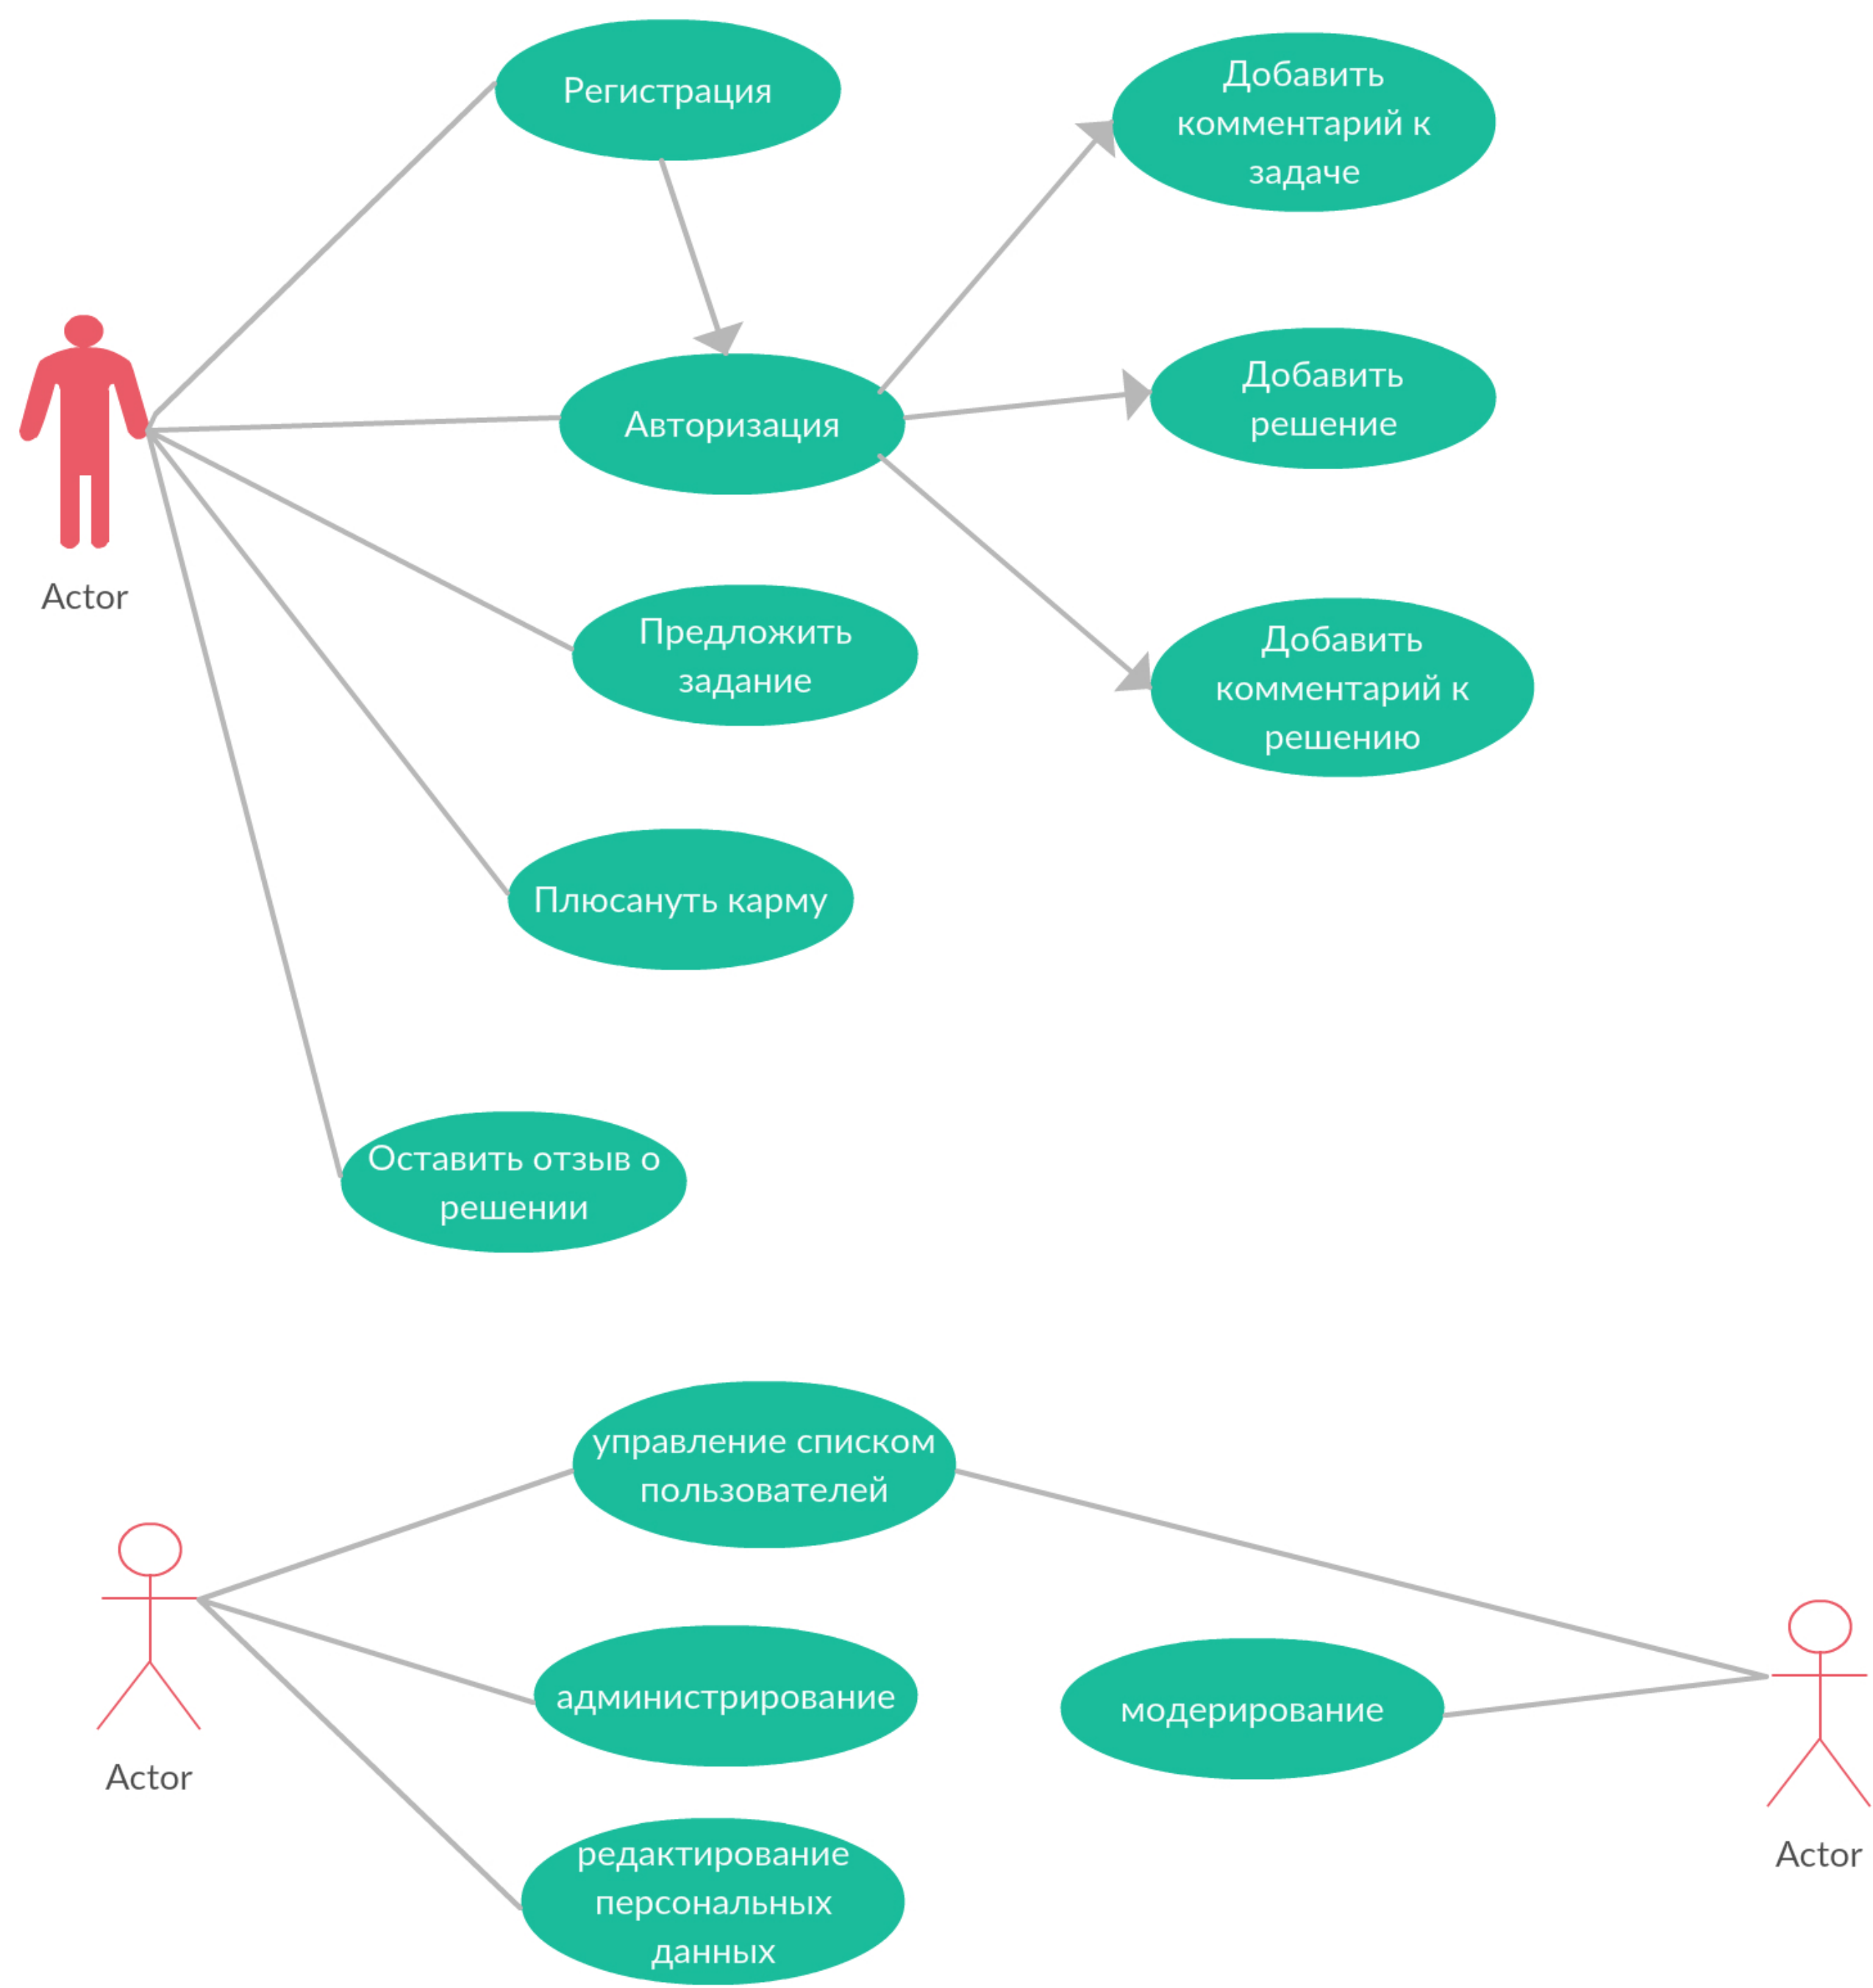 Регистрация
Добавить
комментарий к
задаче
Авторизация
Добавить
решение
Actor
Предложить
задание
Добавить
комментарий к
решению
Плюсануть карму
Оставить отзыв о
решении
управление списком
пользователей
администрирование
модерирование
Actor
Actor
редактирование
персональных
данных